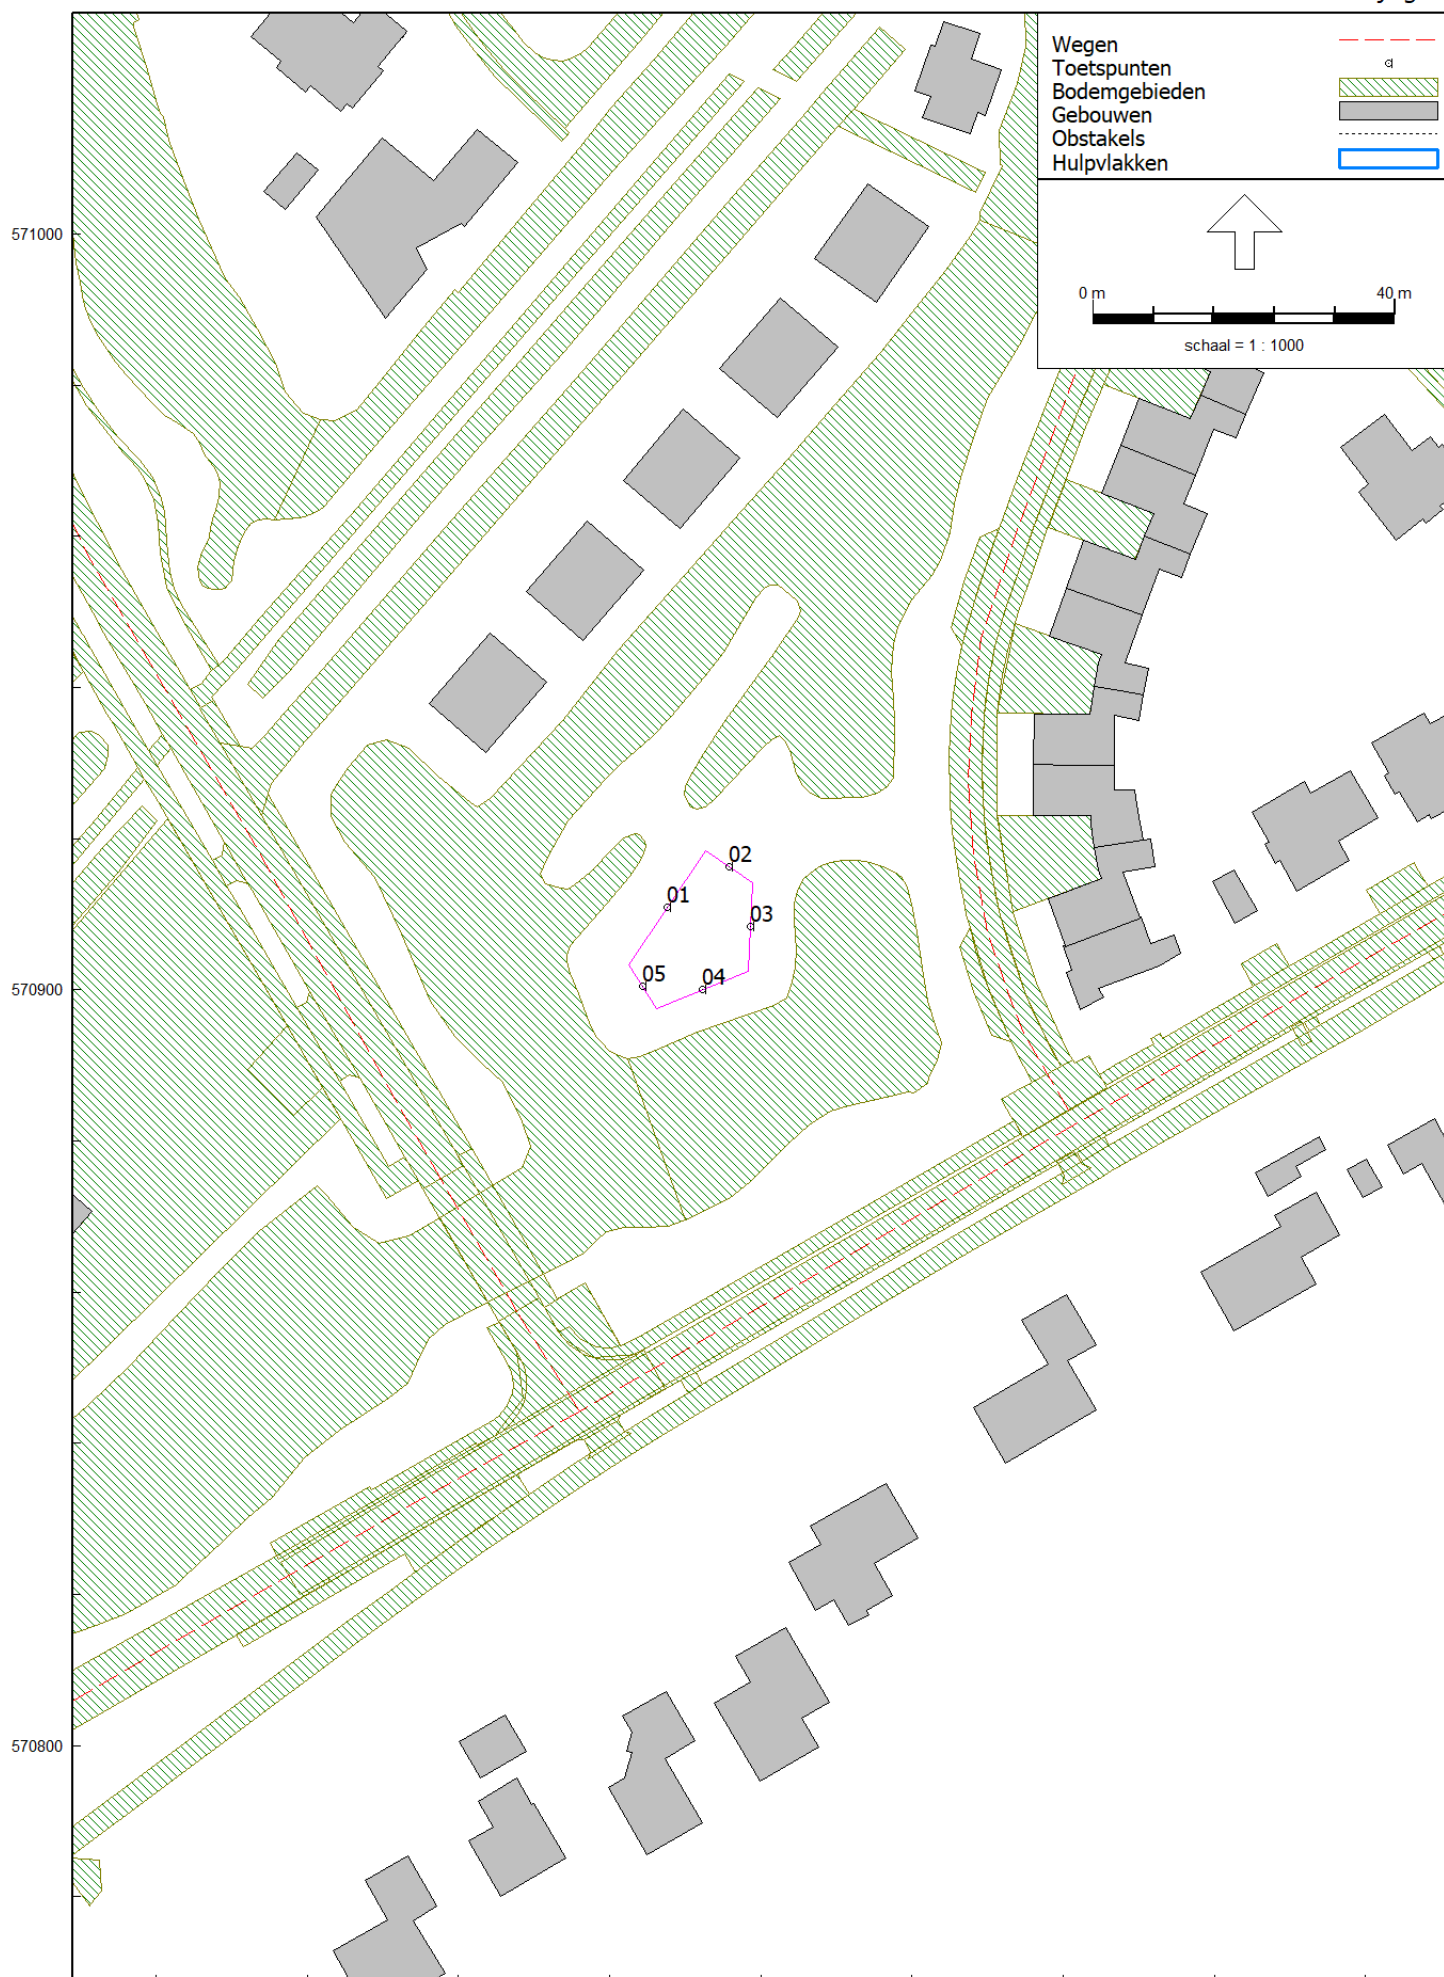 Wegen
Toetspunten
Bodemgebieden
Gebouwen
Obstakels
Hulpvlakken
571000
0 m 40 m
schaal = 1 : 1000
02
01
03
05 04
570900
570800